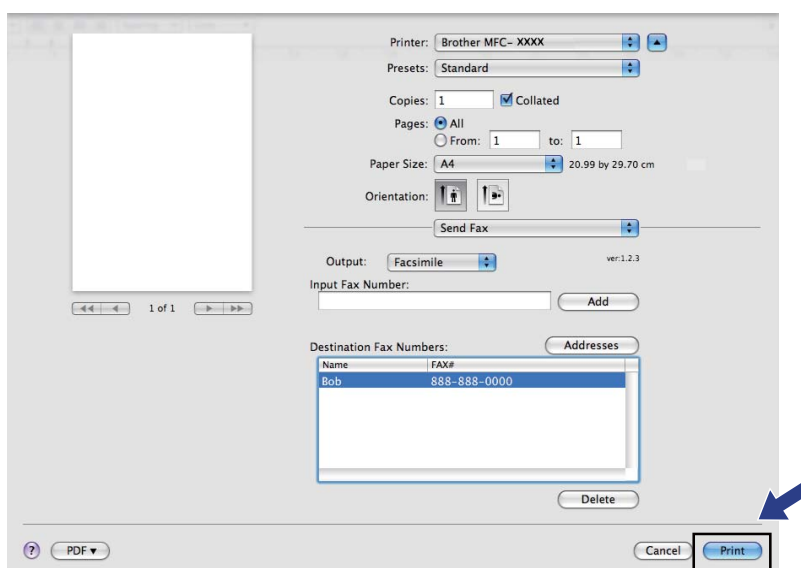 Printer: Brother MFC- XXXX
Presets: Standard
Copies: 1 Collated
Pages: All
From: 1 to: 1
Paper Size: A4 20.99 by 29.70 cm
Orientation:
Send Fax
Output: Facsimile ver:1.2.3
Input Fax Number:
Add
1 of 1
Destination Fax Numbers: Addresses
Name FAX#
Bob 888-888-0000
Delete
? PDF▼ Cancel Print